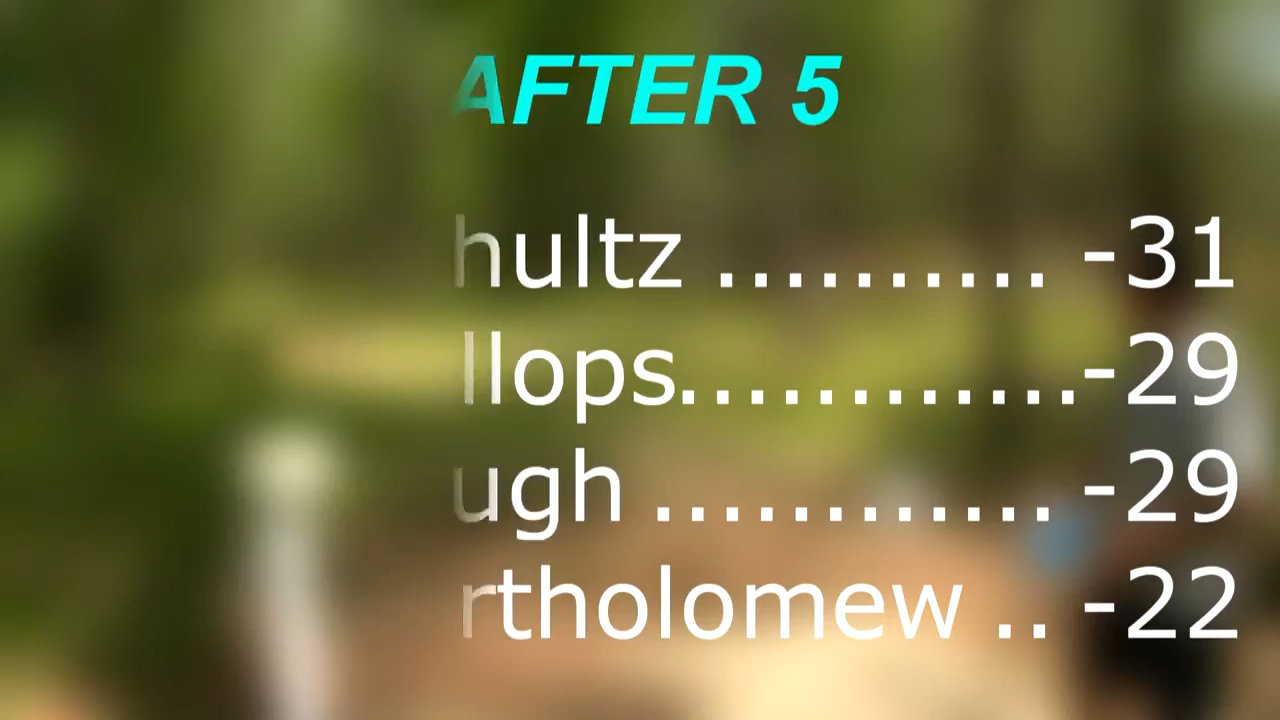 AFTER 5
hultz .......... -31
llops............-29
ugh ............ -29
rtholomew .. -22